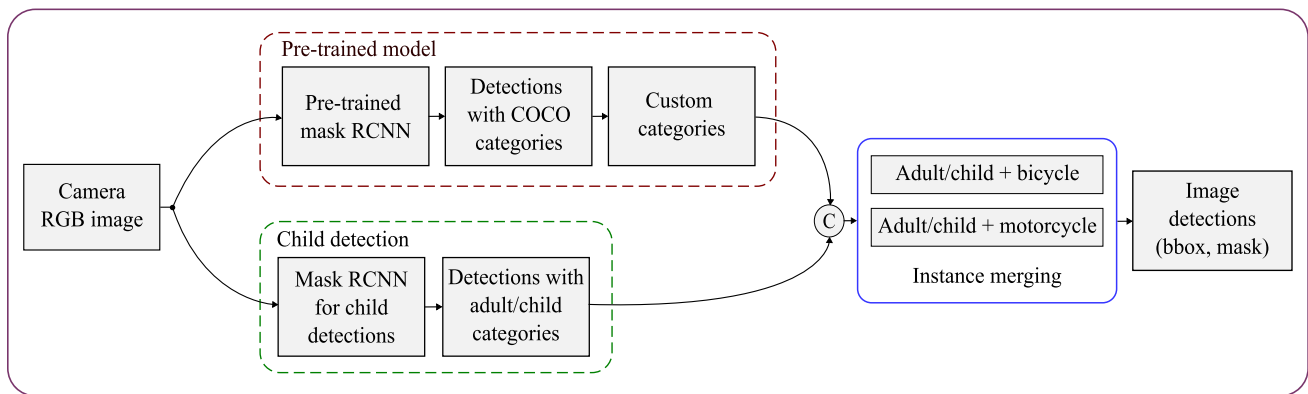 Camera
RGB image
Pre-trained model
Pre-trained
mask RCNN
Detections
with COCO
categories
Custom
categories
Child detection
Mask RCNN
for child
detections
Detections with
adult/child
categories
C
Adult/child + bicycle
Adult/child + motorcycle
Instance merging
Image
detections
(bbox, mask)